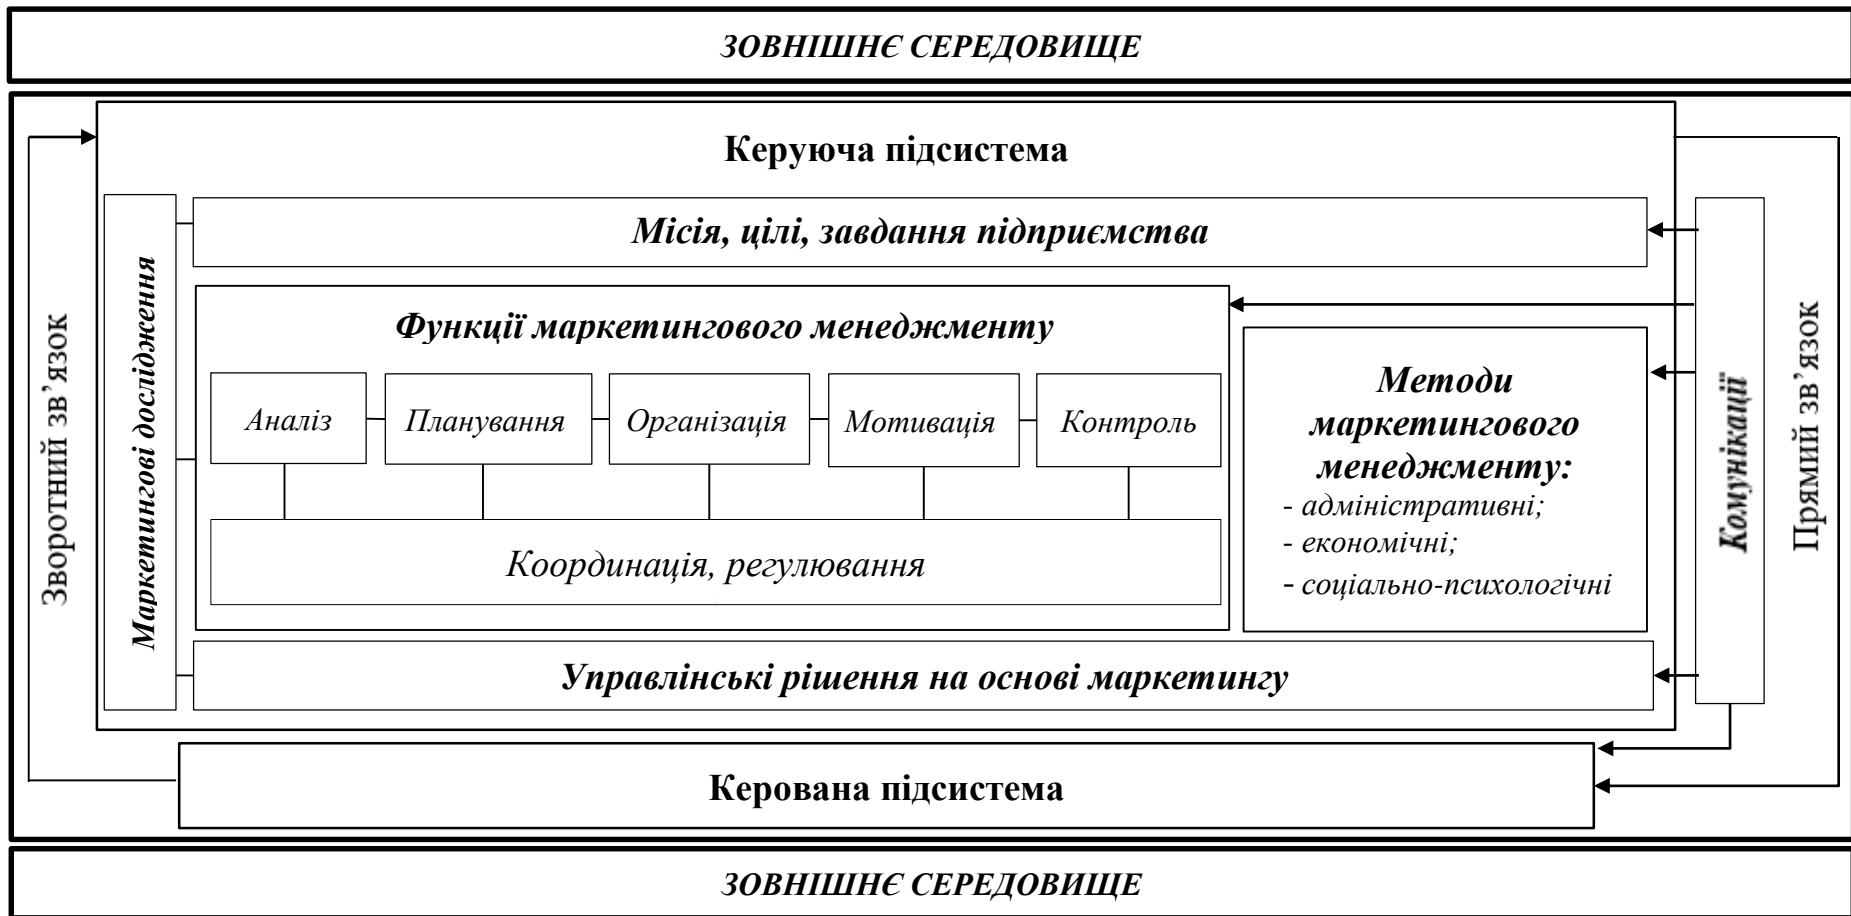 ЗОВНІШНЄ СЕРЕДОВИЩЕ
Керуюча підсистема
Зворотний зв’язок
Маркетингові дослідження
Місія, цілі, завдання підприємства
Функції маркетингового менеджменту
Аналіз
Планування
Організація
Мотивація
Контроль
Координація, регулювання
Методи
маркетингового
менеджменту:
- адміністративні;
- економічні;
- соціально-психологічні
Управлінські рішення на основі маркетингу
Комунікації
Прямий зв’язок
Керована підсистема
ЗОВНІШНЄ СЕРЕДОВИЩЕ